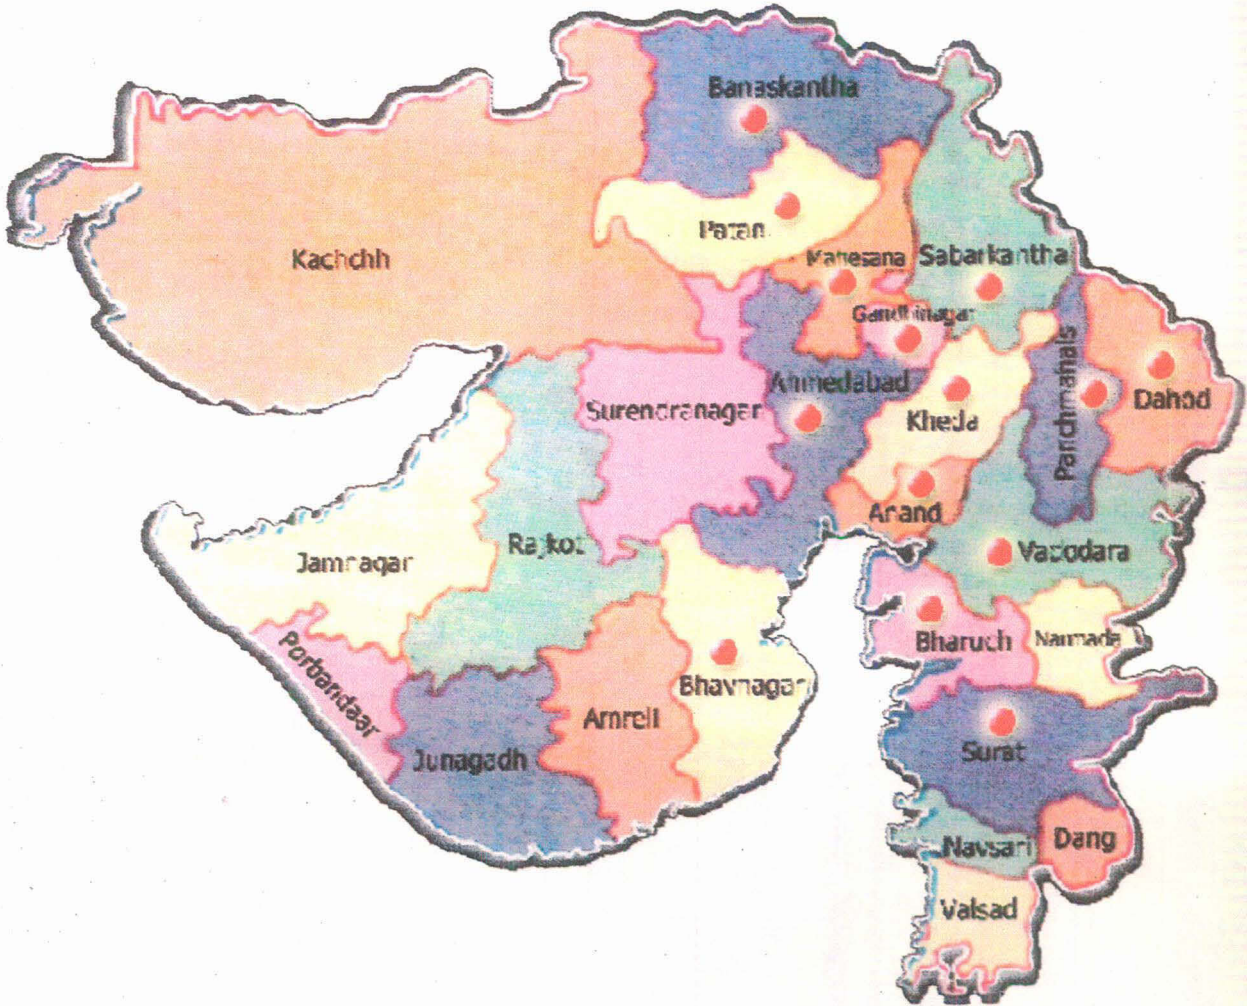 Banaskantha
Patan
Kachchh
Mahesana
Sabarkantha
Gandhinagar
Ahmedabad
Surendranagar
Kheda
Panchmahals
Dahod
Anand
Rajkot
Jamnagar
Vadodara
Bharuch
Narmada
Porbandaar
Bhavnagar
Amreli
Junagadh
Surat
Navsari
Dang
Valsad